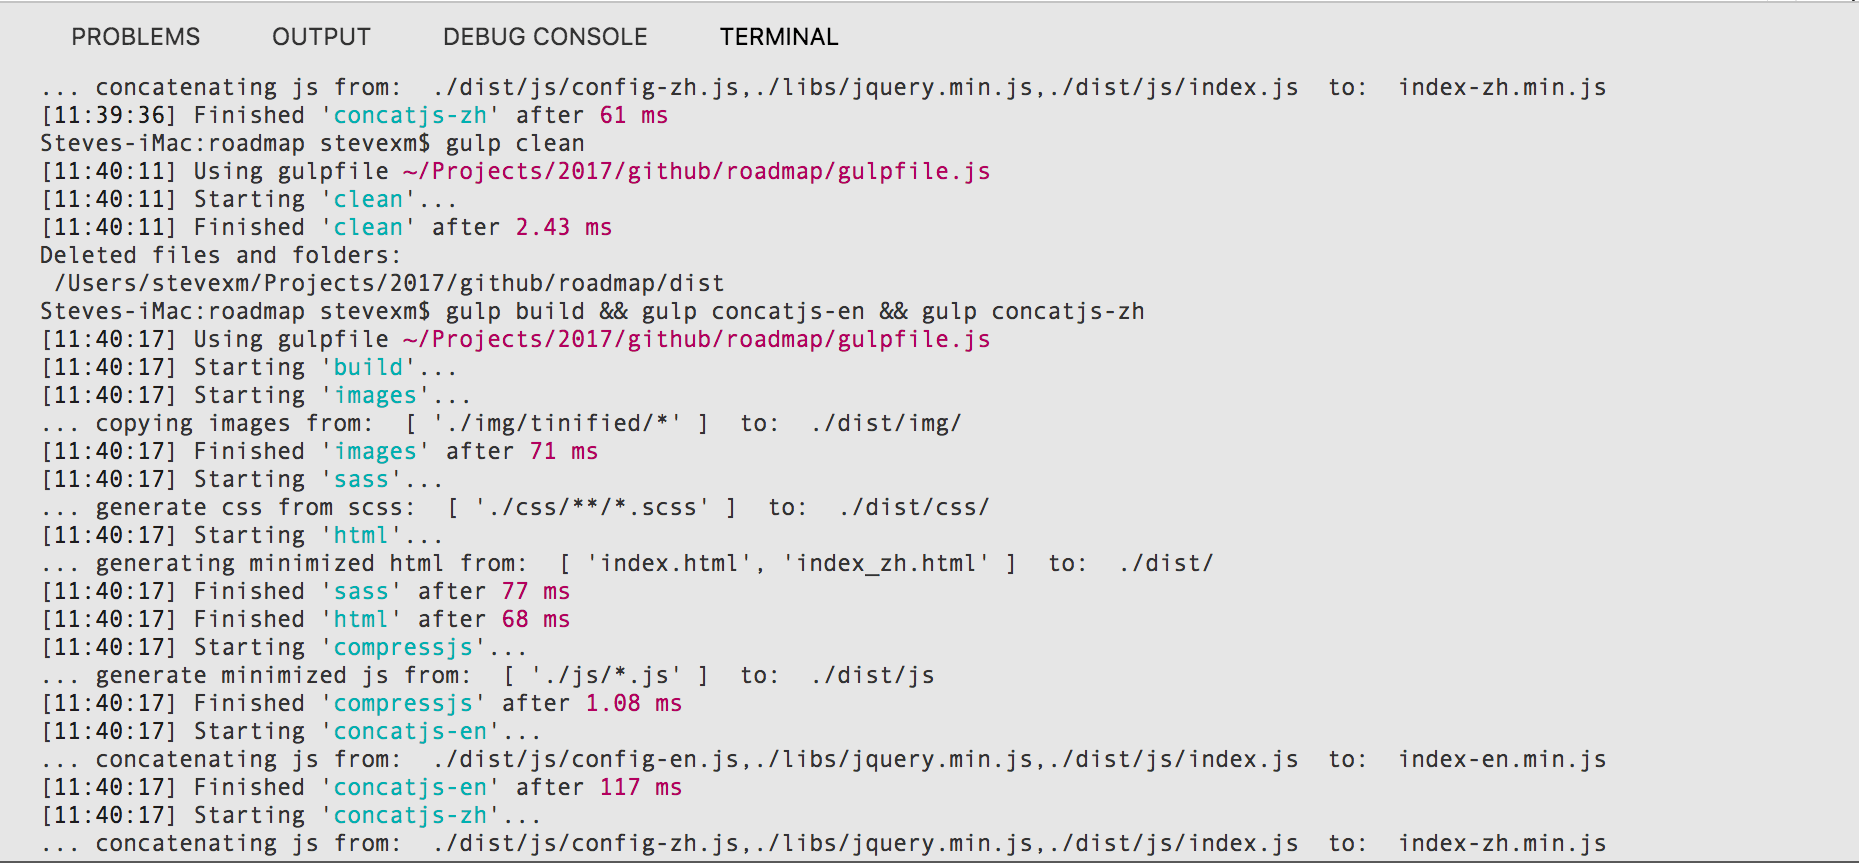 PROBLEMS OUTPUT DEBUG CONSOLE TERMINAL
... concatenating js from:  ./dist/js/config-zh.js,./libs/jquery.min.js,./dist/js/index.js  to:  index-zh.min.js
[11:39:36] Finished 'concatjs-zh' after 61 ms
Steves-iMac:roadmap stevexm$ gulp clean
[11:40:11] Using gulpfile ~/Projects/2017/github/roadmap/gulpfile.js
[11:40:11] Starting 'clean'...
[11:40:11] Finished 'clean' after 2.43 ms
Deleted files and folders:
 /Users/stevexm/Projects/2017/github/roadmap/dist
Steves-iMac:roadmap stevexm$ gulp build && gulp concatjs-en && gulp concatjs-zh
[11:40:17] Using gulpfile ~/Projects/2017/github/roadmap/gulpfile.js
[11:40:17] Starting 'build'...
[11:40:17] Starting 'images'...
... copying images from:  [ './img/tinified/*' ]  to:  ./dist/img/
[11:40:17] Finished 'images' after 71 ms
[11:40:17] Starting 'sass'...
... generate css from scss:  [ './css/**/*.scss' ]  to:  ./dist/css/
[11:40:17] Starting 'html'...
... generating minimized html from:  [ 'index.html', 'index_zh.html' ]  to:  ./dist/
[11:40:17] Finished 'sass' after 77 ms
[11:40:17] Finished 'html' after 68 ms
[11:40:17] Starting 'compressjs'...
... generate minimized js from:  [ './js/*.js' ]  to:  ./dist/js
[11:40:17] Finished 'compressjs' after 1.08 ms
[11:40:17] Starting 'concatjs-en'...
... concatenating js from:  ./dist/js/config-en.js,./libs/jquery.min.js,./dist/js/index.js  to:  index-en.min.js
[11:40:17] Finished 'concatjs-en' after 117 ms
[11:40:17] Starting 'concatjs-zh'...
... concatenating js from:  ./dist/js/config-zh.js,./libs/jquery.min.js,./dist/js/index.js  to:  index-zh.min.js